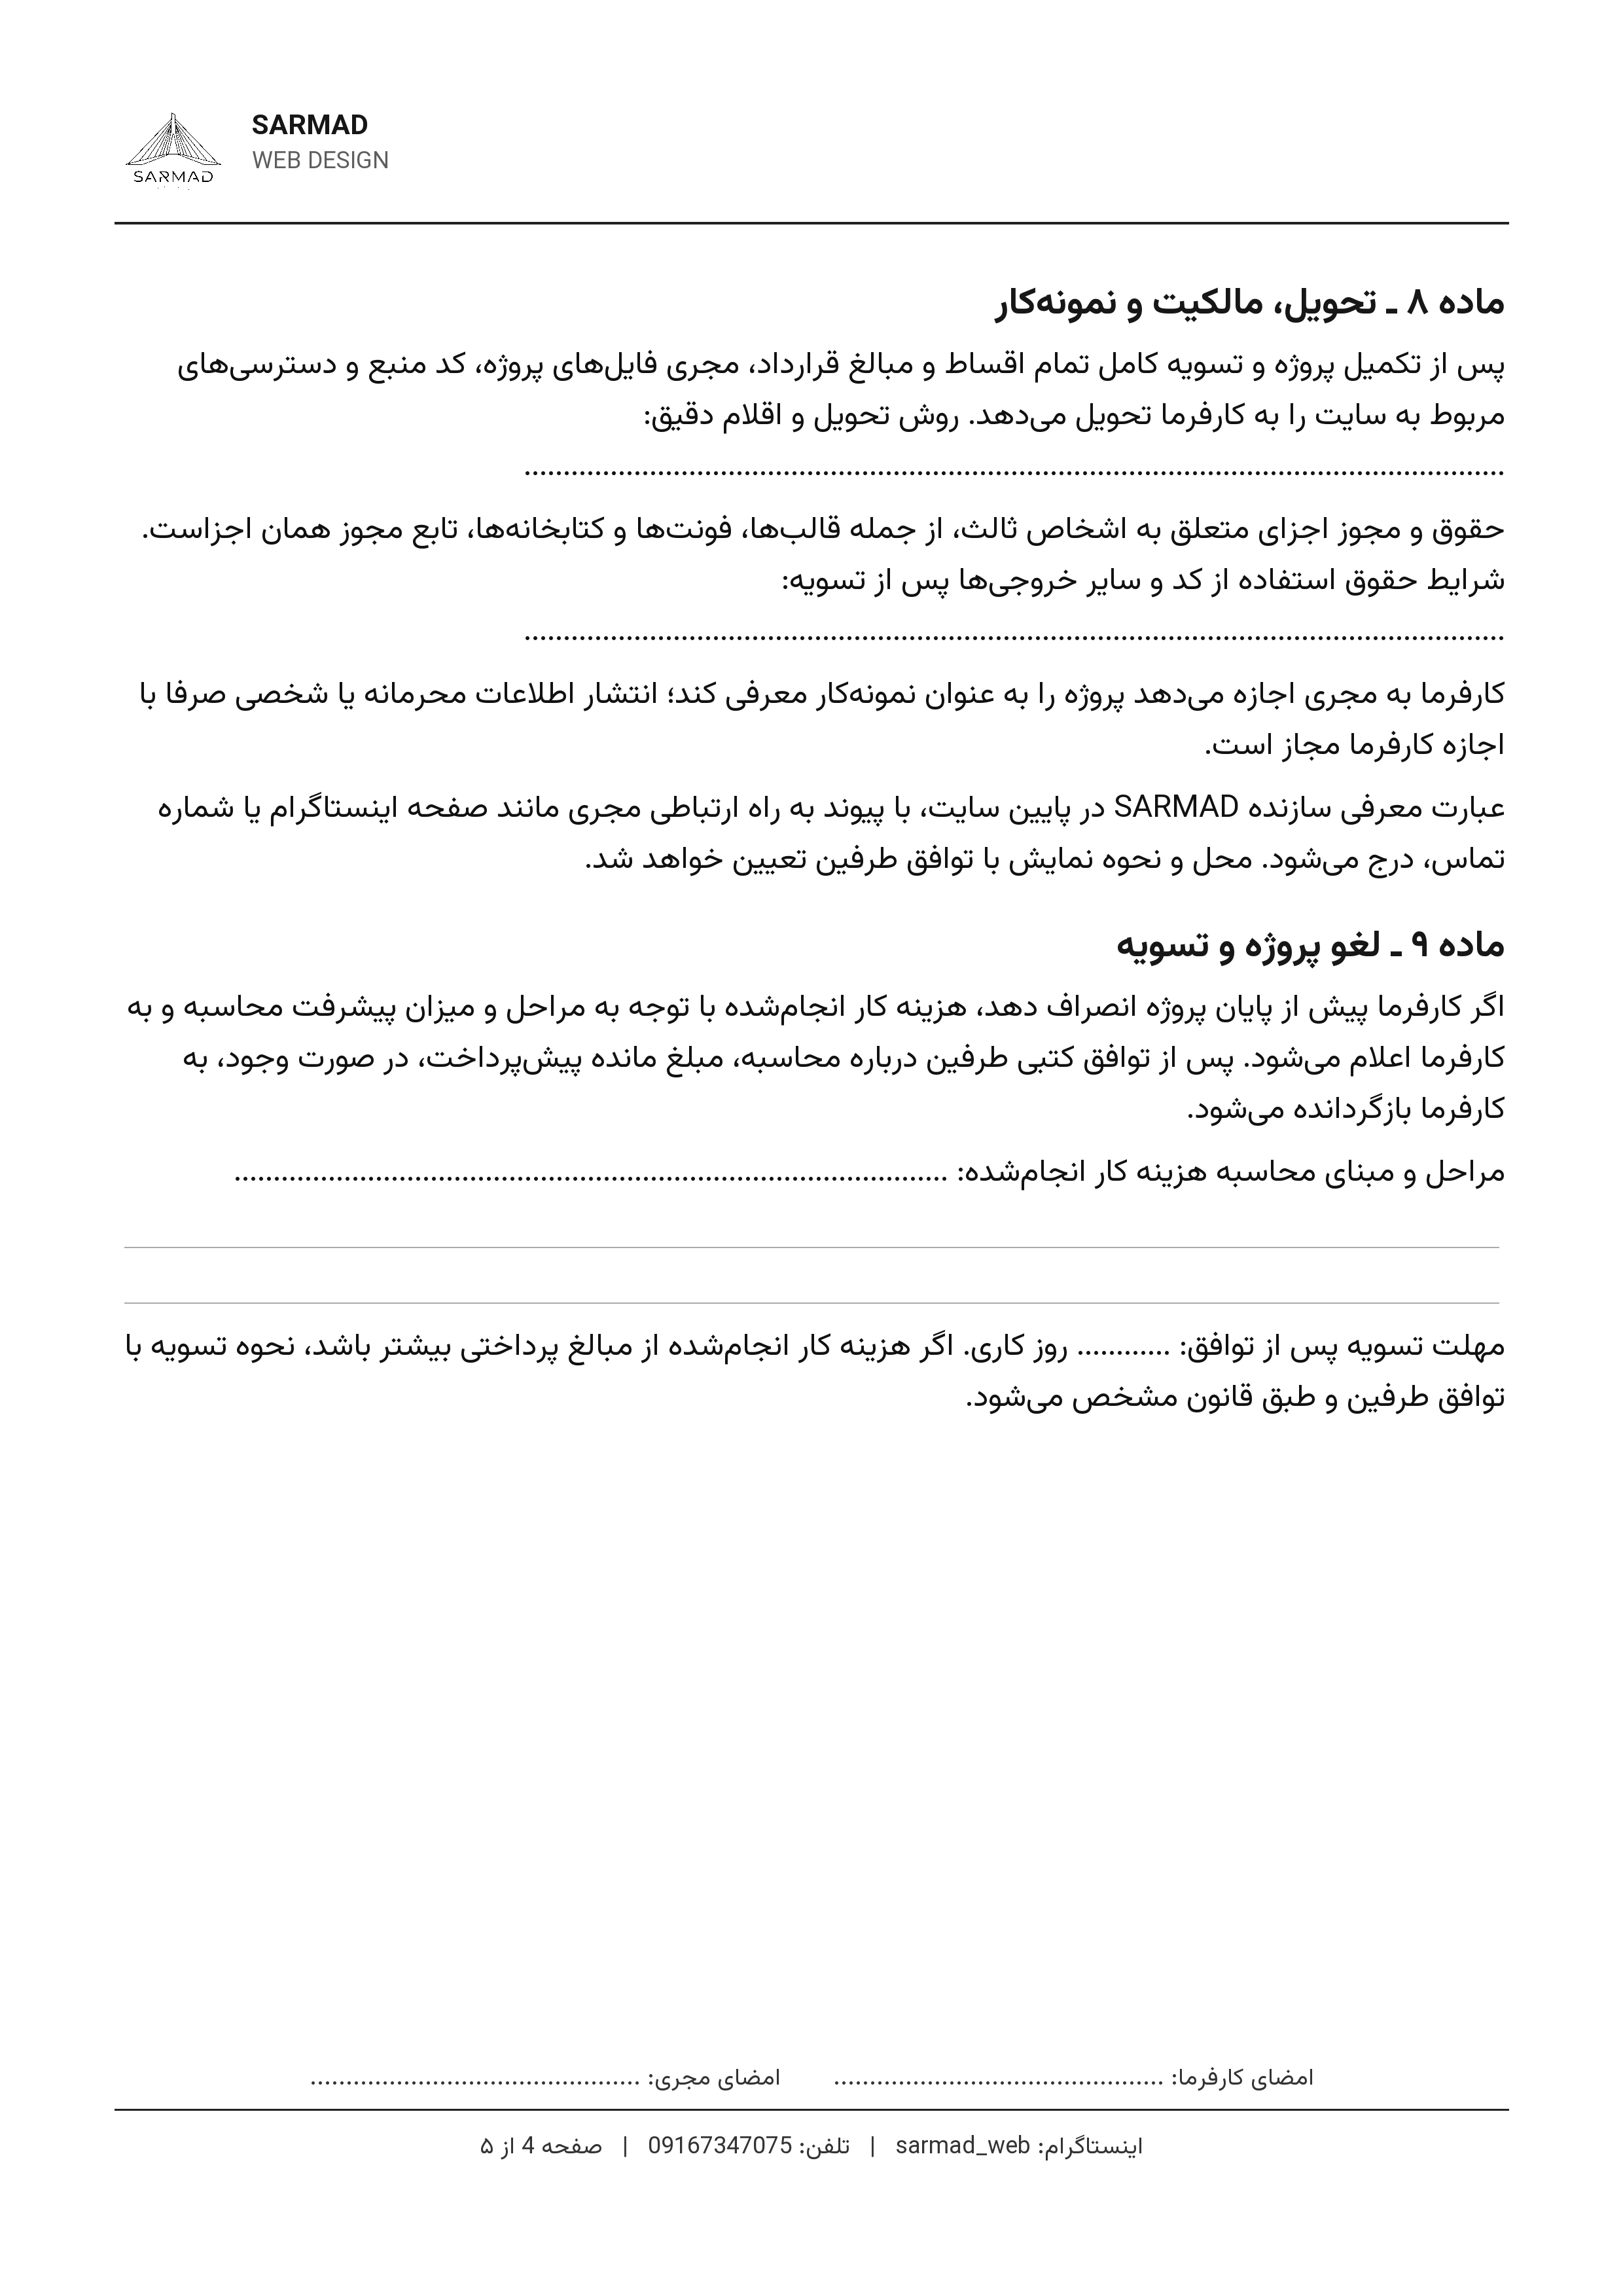 SARMAD
SARMAD
WEB DESIGN
ماده ۸ ـ تحویل، مالکیت و نمونه‌کار
پس از تکمیل پروژه و تسویه کامل تمام اقساط و مبالغ قرارداد، مجری فایل‌های پروژه، کد منبع و دسترسی‌های
مربوط به سایت را به کارفرما تحویل می‌دهد. روش تحویل و اقلام دقیق:
................................................................................................................................
حقوق و مجوز اجزای متعلق به اشخاص ثالث، از جمله قالب‌ها، فونت‌ها و کتابخانه‌ها، تابع مجوز همان اجزاست.
شرایط حقوق استفاده از کد و سایر خروجی‌ها پس از تسویه:
................................................................................................................................
کارفرما به مجری اجازه می‌دهد پروژه را به عنوان نمونه‌کار معرفی کند؛ انتشار اطلاعات محرمانه یا شخصی صرفا با
اجازه کارفرما مجاز است.
عبارت معرفی سازنده SARMAD در پایین سایت، با پیوند به راه ارتباطی مجری مانند صفحه اینستاگرام یا شماره
تماس، درج می‌شود. محل و نحوه نمایش با توافق طرفین تعیین خواهد شد.
ماده ۹ ـ لغو پروژه و تسویه
اگر کارفرما پیش از پایان پروژه انصراف دهد، هزینه کار انجام‌شده با توجه به مراحل و میزان پیشرفت محاسبه و به
کارفرما اعلام می‌شود. پس از توافق کتبی طرفین درباره محاسبه، مبلغ مانده پیش‌پرداخت، در صورت وجود، به
کارفرما بازگردانده می‌شود.
مراحل و مبنای محاسبه هزینه کار انجام‌شده: ............................................................................................
مهلت تسویه پس از توافق: ............ روز کاری. اگر هزینه کار انجام‌شده از مبالغ پرداختی بیشتر باشد، نحوه تسویه با
توافق طرفین و طبق قانون مشخص می‌شود.
امضای کارفرما: .............................................. امضای مجری: ..............................................
اینستاگرام: sarmad_web | تلفن: 09167347075 | صفحه 4 از ۵